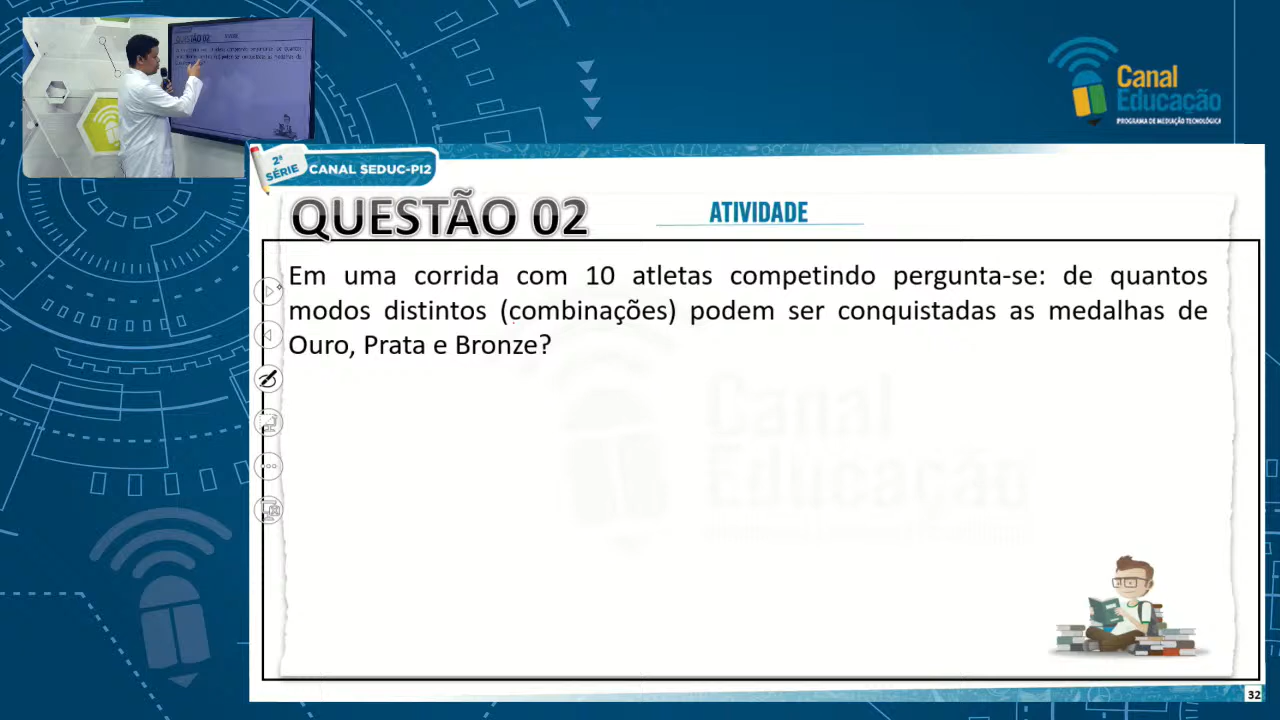 Canal
Educação
PROGRAMA DE MEDIAÇÃO TECNOLÓGICA
2ª
SÉRIE
CANAL SEDUC-PI2
QUESTÃO 02
ATIVIDADE
Em uma corrida com 10 atletas competindo pergunta-se: de quantos
modos distintos (combinações) podem ser conquistadas as medalhas de
Ouro, Prata e Bronze?
Canal
Educação
32